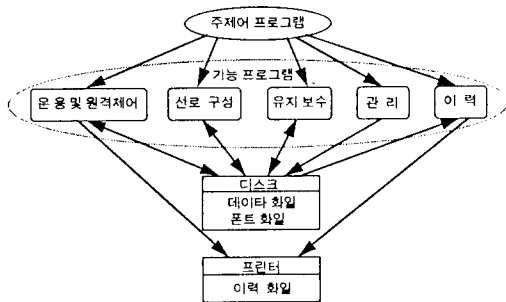 주제어 프로그램
기능 프로그램
운 용 및 원격제어
선로 구성
유지 보수
관 리
이 력
디스크
데이타 화일
폰트 화일
프린터
이력 화일